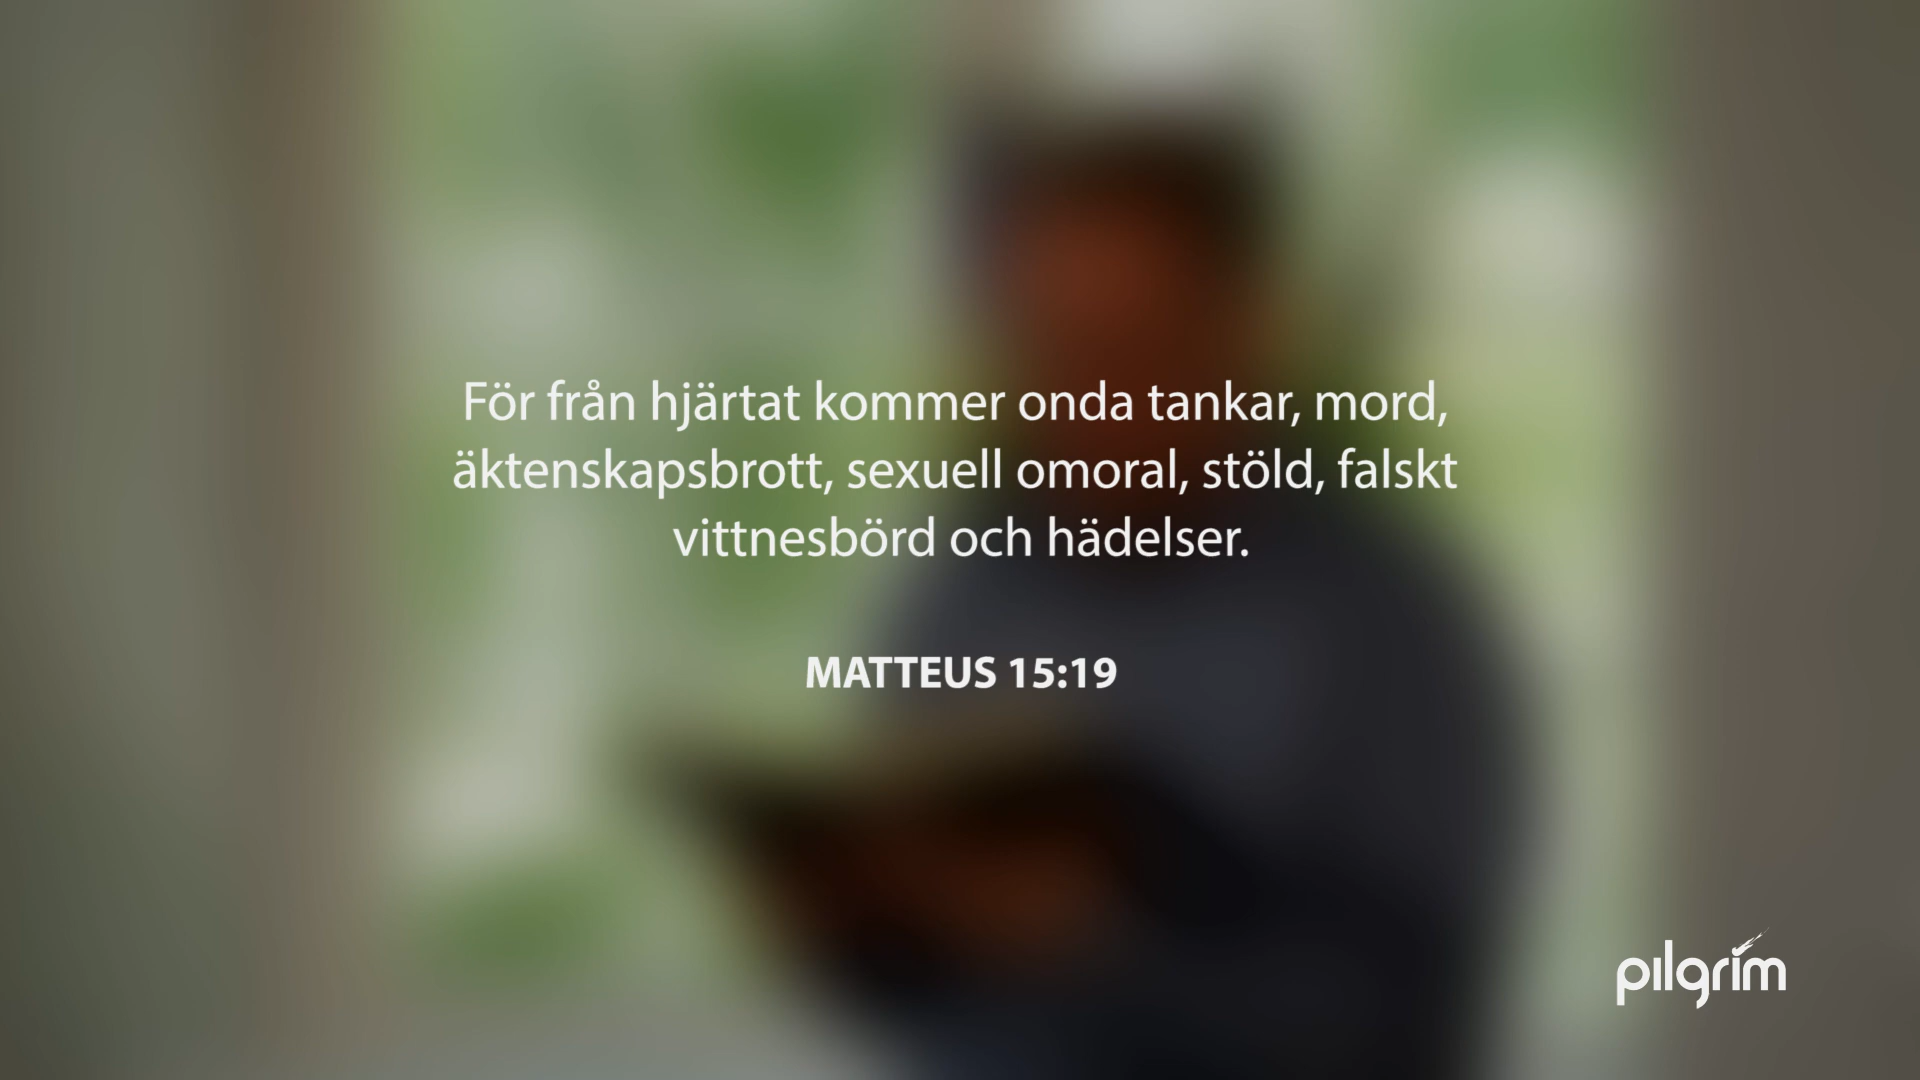 För från hjärtat kommer onda tankar, mord,
äktenskapsbrott, sexuell omoral, stöld, falskt
vittnesbörd och hädelser.
MATTEUS 15:19
pilgrim